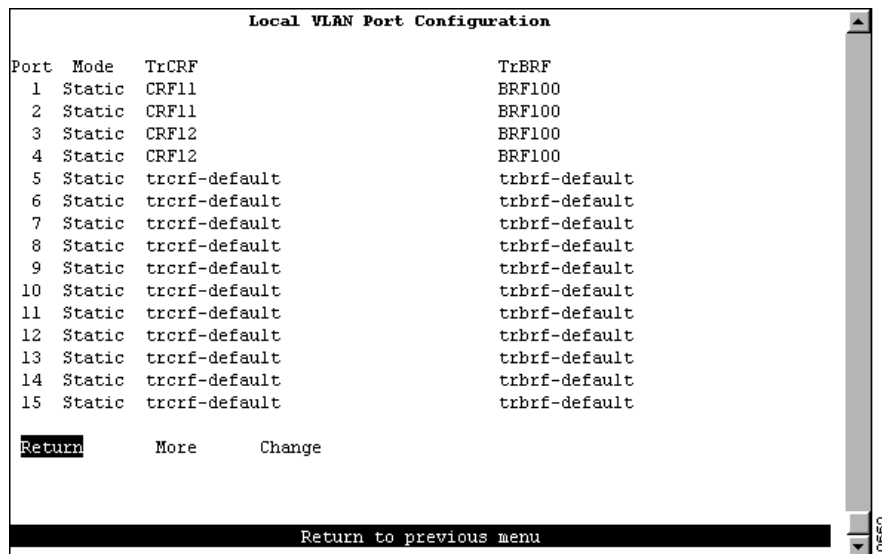 Local VLAN Port Configuration
Port Mode TrCRF TrBRF
1 Static CRF11 BRF100
2 Static CRF11 BRF100
3 Static CRF12 BRF100
4 Static CRF12 BRF100
5 Static trcrf-default trbrf-default
6 Static trcrf-default trbrf-default
7 Static trcrf-default trbrf-default
8 Static trcrf-default trbrf-default
9 Static trcrf-default trbrf-default
10 Static trcrf-default trbrf-default
11 Static trcrf-default trbrf-default
12 Static trcrf-default trbrf-default
13 Static trcrf-default trbrf-default
14 Static trcrf-default trbrf-default
15 Static trcrf-default trbrf-default
Return More Change
Return to previous menu